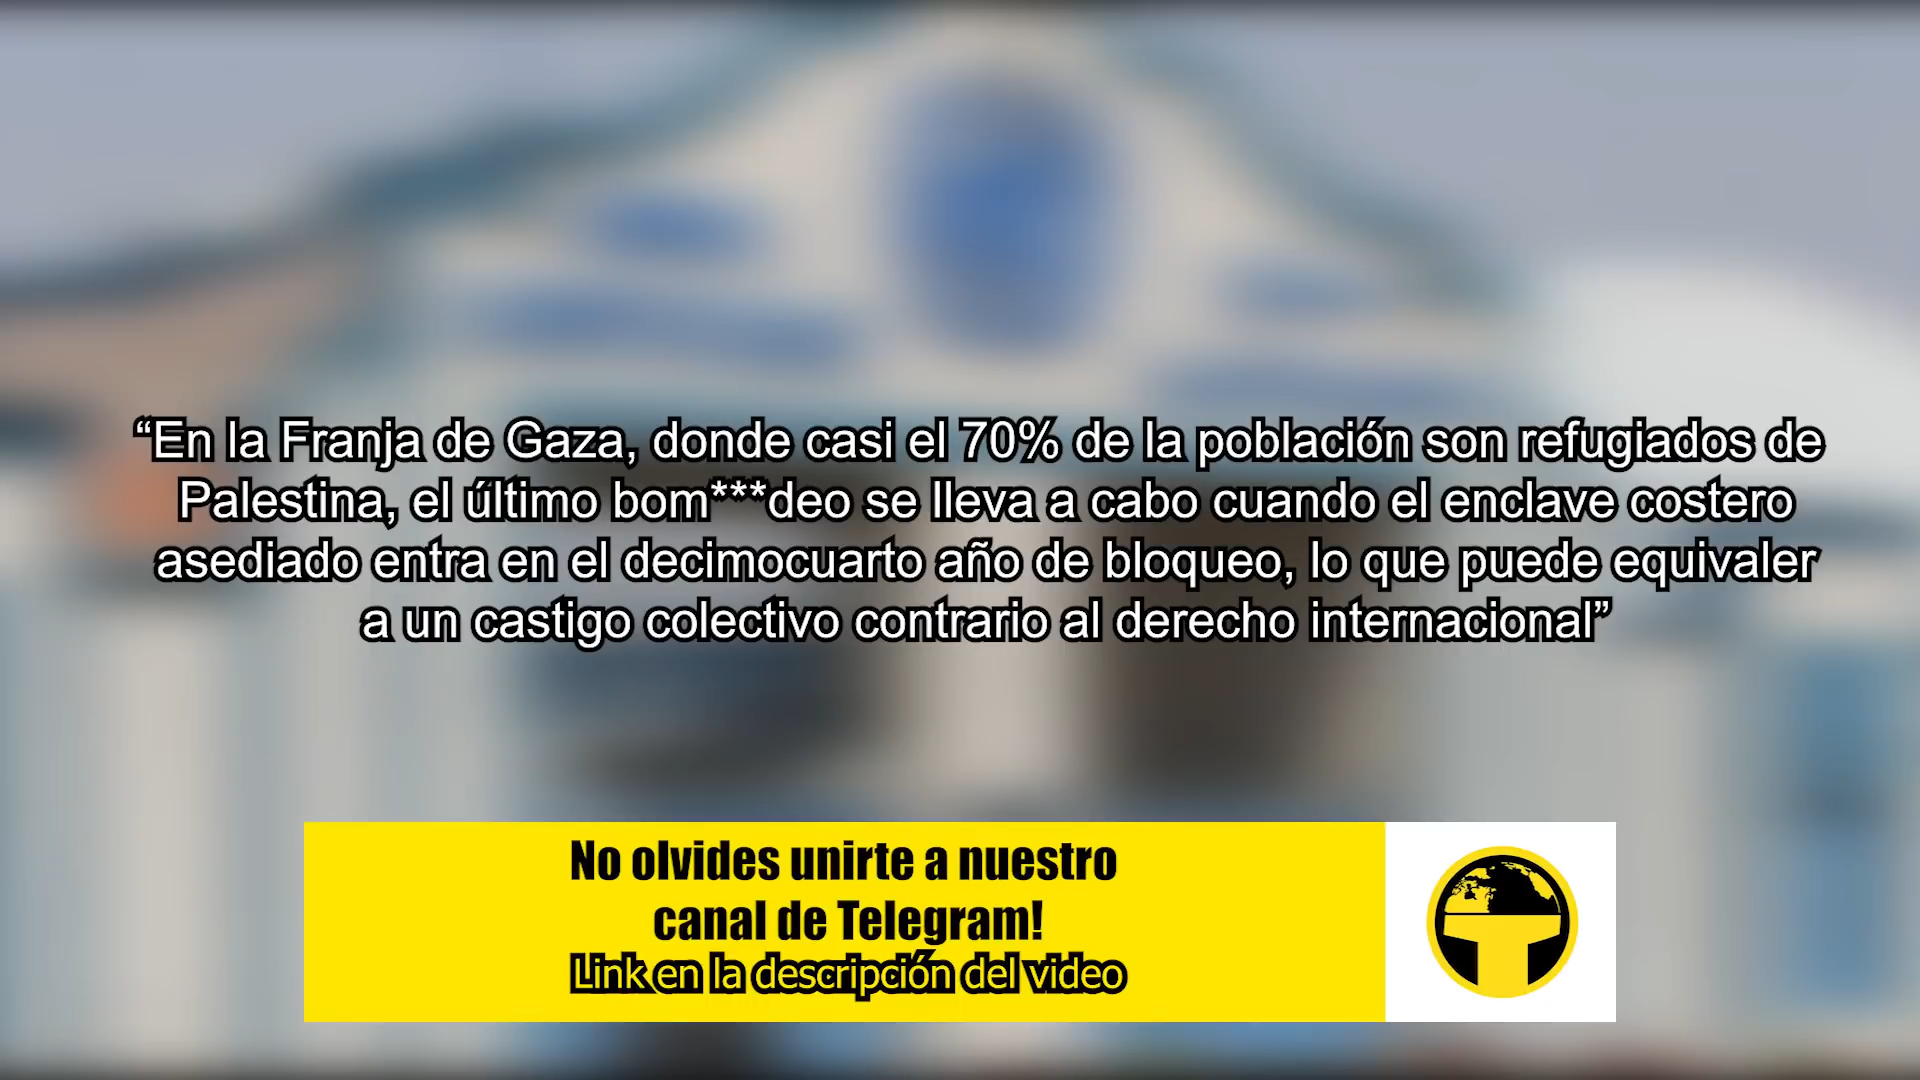 “En la Franja de Gaza, donde casi el 70% de la población son refugiados de
Palestina, el último bom***deo se lleva a cabo cuando el enclave costero
asediado entra en el decimocuarto año de bloqueo, lo que puede equivaler
a un castigo colectivo contrario al derecho internacional”
No olvides unirte a nuestro
canal de Telegram!
Link en la descripción del video